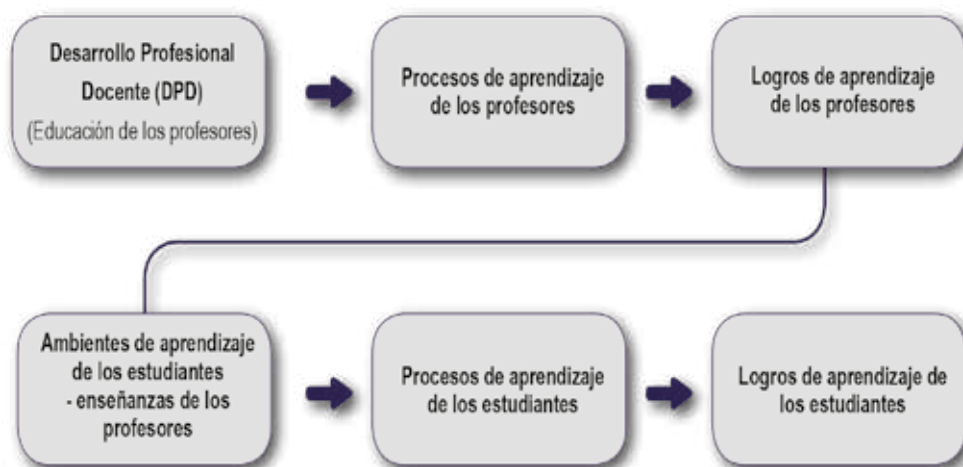 Desarrollo Profesional
Docente (DPD)
(Educación de los profesores)
Procesos de aprendizaje
de los profesores
Logros de aprendizaje
de los profesores
Ambientes de aprendizaje
de los estudiantes
- enseñanzas de los
profesores
Procesos de aprendizaje
de los estudiantes
Logros de aprendizaje de
los estudiantes